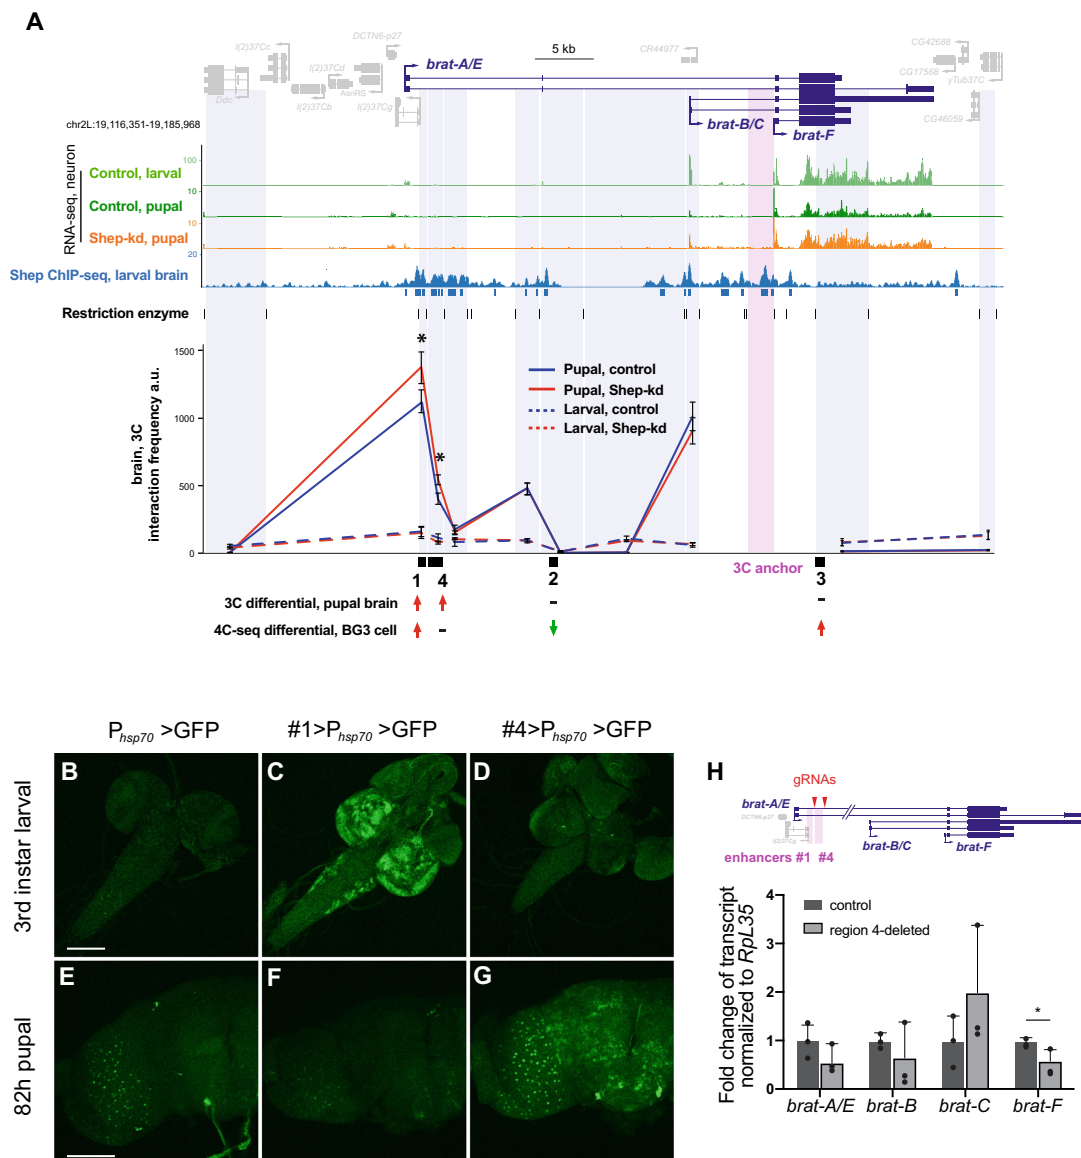 A
DCTN6-p27
l(2)37Cc
5 kb
CR44977
CG42688
brat-A/E
l(2)37Cd
CG17568
γTub37C
AsnRS
Ddc
l(2)37Cb
l(2)37Cg
CG46059
chr2L:19,116,351-19,185,968
brat-B/C
brat-F
RNA-seq, neuron
100
Control, larval
10
Control, pupal
10
Shep-kd, pupal
20
Shep ChIP-seq, larval brain
Restriction enzyme
brain, 3C
interaction frequency a.u.
1500
1000
500
0
*
*
Pupal, control
Pupal, Shep-kd
Larval, control
Larval, Shep-kd
3C anchor
1 4 2 3
3C differential, pupal brain - -
4C-seq differential, BG3 cell -
Phsp70 >GFP #1>Phsp70 >GFP #4>Phsp70 >GFP
3rd instar larval
B C D
82h pupal
E F G
H
gRNAs
brat-A/E
DCTN6-p27
l(2)37Cg
brat-B/C
brat-F
enhancers #1 #4
Fold change of transcript
normalized to RpL35
4
3
2
1
0
control
region 4-deleted
*
brat-A/E brat-B brat-C brat-F